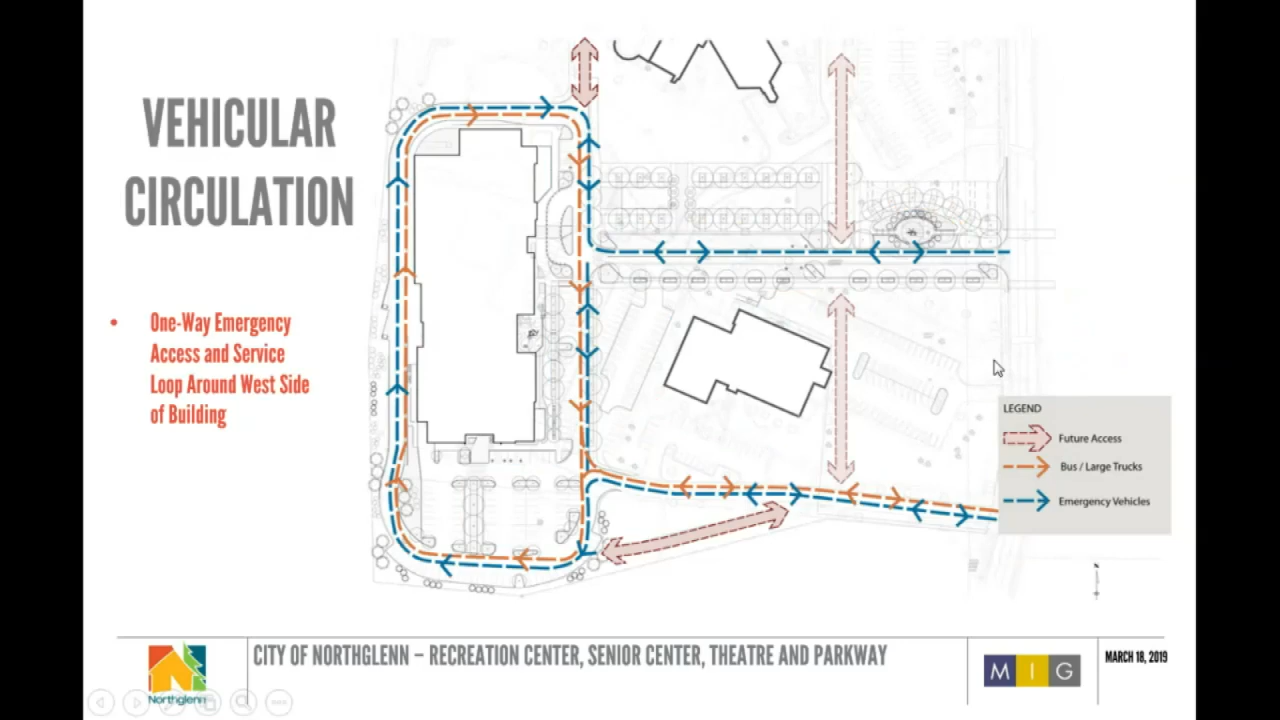 VEHICULAR
CIRCULATION
• One-Way Emergency
Access and Service
Loop Around West Side
of Building
LEGEND
Future Access
Bus / Large Trucks
Emergency Vehicles
Northglenn
CITY OF NORTHGLENN – RECREATION CENTER, SENIOR CENTER, THEATRE AND PARKWAY
M I G
MARCH 18, 2019